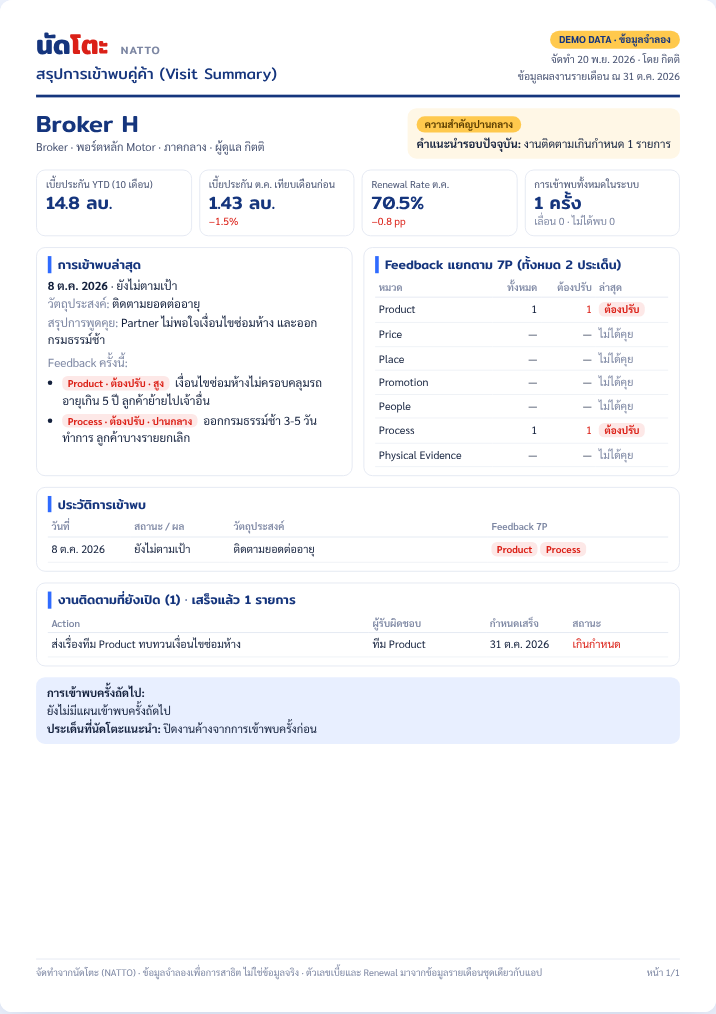 นัดโตะ NATTO
DEMO DATA · ข้อมูลจำลอง
สรุปการเข้าพบคู่ค้า (Visit Summary)
จัดทำ 20 พ.ย. 2026 · โดย กิตติ
ข้อมูลผลงานรายเดือน ณ 31 ต.ค. 2026
Broker H
Broker · พอร์ตหลัก Motor · ภาคกลาง · ผู้ดูแล กิตติ
ความสำคัญปานกลาง
คำแนะนำรอบปัจจุบัน: งานติดตามเกินกำหนด 1 รายการ
เบี้ยประกัน YTD (10 เดือน)
14.8 ลบ.
เบี้ยประกัน ต.ค. เทียบเดือนก่อน
1.43 ลบ.
−1.5%
Renewal Rate ต.ค.
70.5%
−0.8 pp
การเข้าพบทั้งหมดในระบบ
1 ครั้ง
เลื่อน 0 · ไม่ได้พบ 0
การเข้าพบล่าสุด
8 ต.ค. 2026 · ยังไม่ตามเป้า
วัตถุประสงค์: ติดตามยอดต่ออายุ
สรุปการพูดคุย: Partner ไม่พอใจเงื่อนไขซ่อมห้าง และออก
กรมธรรม์ช้า
Feedback ครั้งนี้:
• Product · ต้องปรับ · สูง เงื่อนไขซ่อมห้างไม่ครอบคลุมรถ
อายุเกิน 5 ปี ลูกค้าย้ายไปเจ้าอื่น
• Process · ต้องปรับ · ปานกลาง ออกกรมธรรม์ช้า 3-5 วัน
ทำการ ลูกค้าบางรายยกเลิก
Feedback แยกตาม 7P (ทั้งหมด 2 ประเด็น)
หมวด ทั้งหมด ต้องปรับ ล่าสุด
Product 1 1 ต้องปรับ
Price — — ไม่ได้คุย
Place — — ไม่ได้คุย
Promotion — — ไม่ได้คุย
People — — ไม่ได้คุย
Process 1 1 ต้องปรับ
Physical Evidence — — ไม่ได้คุย
ประวัติการเข้าพบ
วันที่ สถานะ / ผล วัตถุประสงค์ Feedback 7P
8 ต.ค. 2026 ยังไม่ตามเป้า ติดตามยอดต่ออายุ Product Process
งานติดตามที่ยังเปิด (1) · เสร็จแล้ว 1 รายการ
Action ผู้รับผิดชอบ กำหนดเสร็จ สถานะ
ส่งเรื่องทีม Product ทบทวนเงื่อนไขซ่อมห้าง ทีม Product 31 ต.ค. 2026 เกินกำหนด
การเข้าพบครั้งถัดไป:
ยังไม่มีแผนเข้าพบครั้งถัดไป
ประเด็นที่นัดโตะแนะนำ: ปิดงานค้างจากการเข้าพบครั้งก่อน
จัดทำจากนัดโตะ (NATTO) · ข้อมูลจำลองเพื่อการสาธิต ไม่ใช่ข้อมูลจริง · ตัวเลขเบี้ยและ Renewal มาจากข้อมูลรายเดือนชุดเดียวกับแอป
หน้า 1/1